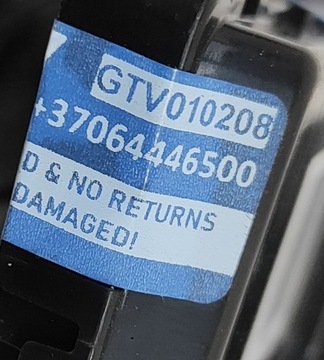 GTV010208
+37064446500
D & NO RETURNS
DAMAGED!